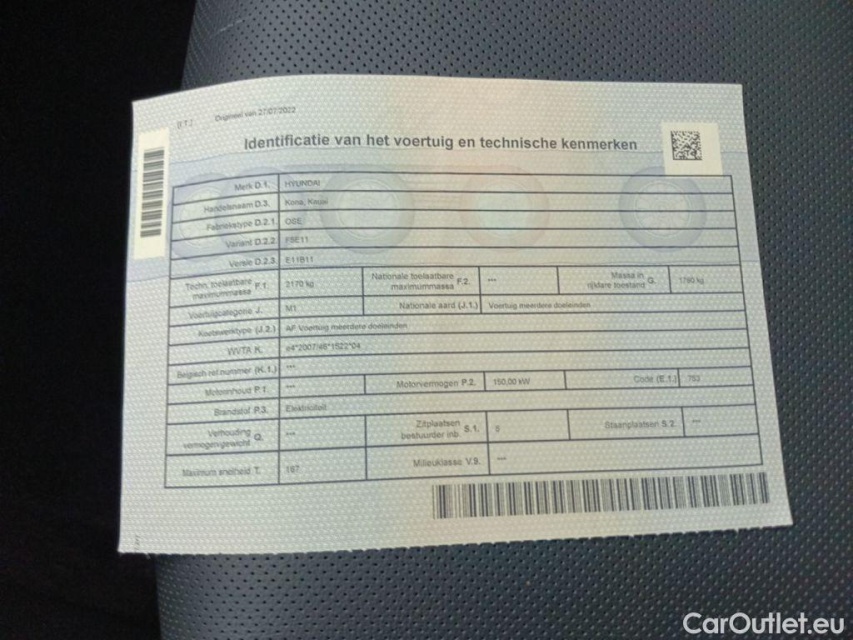 Origineel van 27/07/2022
Identificatie van het voertuig en technische kenmerken
Merk D.1. HYUNDAI
Handelsnaam D.3. Kona, Kauai
Fabriekstype D.2.1. OSE
Variant D.2.2. F5E11
Versie D.2.3. E11B11
Techn. toelaatbare maximummassa F.1. 2170 kg Nationale toelaatbare maximummassa F.2. --- Massa in rijklare toestand G. 1760 kg
Voertuigcategorie J. M1 Nationale aard (J.1.) Voertuig meerdere doeleinden
Koetswerktype (J.2.) AF Voertuig meerdere doeleinden
WVTA K. e4*2007/46*1522*04
Belgisch ref.nummer (K.1.) ---
Motorinhoud P.1. --- Motorvermogen P.2. 150,00 kW Code (E.1.) 753
Brandstof P.3. Elektriciteit
Verhouding vermogen/gewicht Q. --- Zitplaatsen bestuurder inb. S.1. 5 Staanplaatsen S.2. ---
Maximum snelheid T. 167 Milieuklasse V.9. ---
CarOutlet.eu